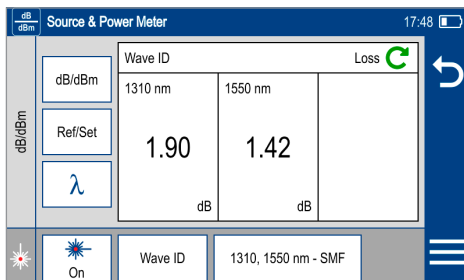 dB
dBm
Source & Power Meter
17:48
dB/dBm
dB/dBm
Ref/Set
λ
Wave ID
Loss
1310 nm
1550 nm
1.90
1.42
dB
dB
On
Wave ID
1310, 1550 nm - SMF